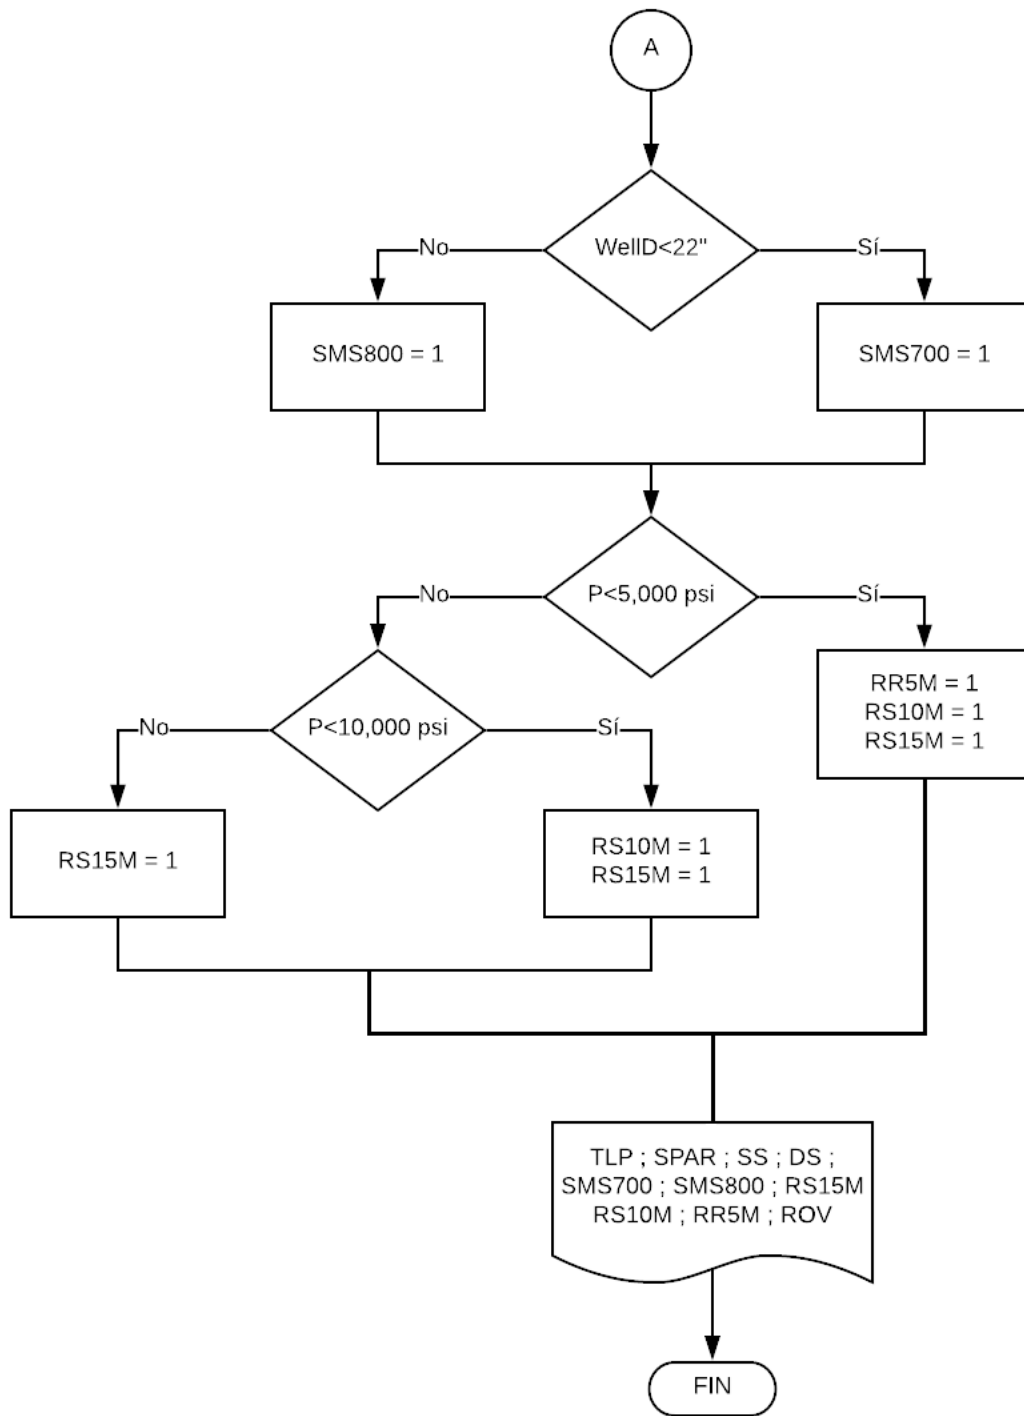 A
WellD<22"
No
Sí
SMS800 = 1
SMS700 = 1
P<5,000 psi
No
Sí
RR5M = 1
RS10M = 1
RS15M = 1
P<10,000 psi
No
Sí
RS15M = 1
RS10M = 1
RS15M = 1
TLP ; SPAR ; SS ; DS ;
SMS700 ; SMS800 ; RS15M
RS10M ; RR5M ; ROV
FIN